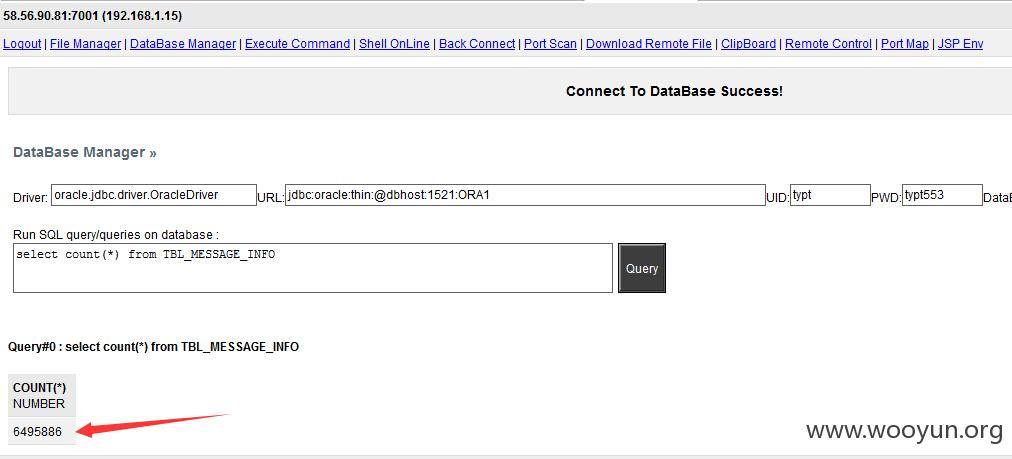 58.56.90.81:7001 (192.168.1.15)
Logout | File Manager | DataBase Manager | Execute Command | Shell OnLine | Back Connect | Port Scan | Download Remote File | ClipBoard | Remote Control | Port Map | JSP Env
Connect To DataBase Success!
DataBase Manager »
Driver: oracle.jdbc.driver.OracleDriver URL: jdbc:oracle:thin:@dbhost:1521:ORA1 UID: typt PWD: typt553 DataB
Run SQL query/queries on database :
select count(*) from TBL_MESSAGE_INFO
Query
Query#0 : select count(*) from TBL_MESSAGE_INFO
COUNT(*)
NUMBER
6495886
www.wooyun.org